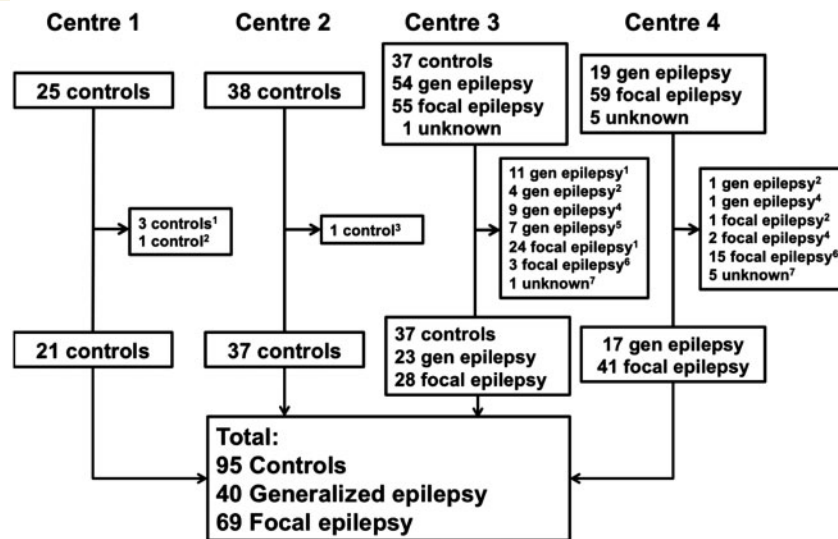 Centre 1
Centre 2
Centre 3
Centre 4
25 controls
38 controls
37 controls
54 gen epilepsy
55 focal epilepsy
1 unknown
19 gen epilepsy
59 focal epilepsy
5 unknown
3 controls¹
1 control²
1 control³
11 gen epilepsy¹
4 gen epilepsy²
9 gen epilepsy⁴
7 gen epilepsy⁵
24 focal epilepsy¹
3 focal epilepsy⁶
1 unknown⁷
1 gen epilepsy²
1 gen epilepsy⁴
1 focal epilepsy²
2 focal epilepsy⁴
15 focal epilepsy⁶
5 unknown⁷
21 controls
37 controls
37 controls
23 gen epilepsy
28 focal epilepsy
17 gen epilepsy
41 focal epilepsy
Total:
95 Controls
40 Generalized epilepsy
69 Focal epilepsy